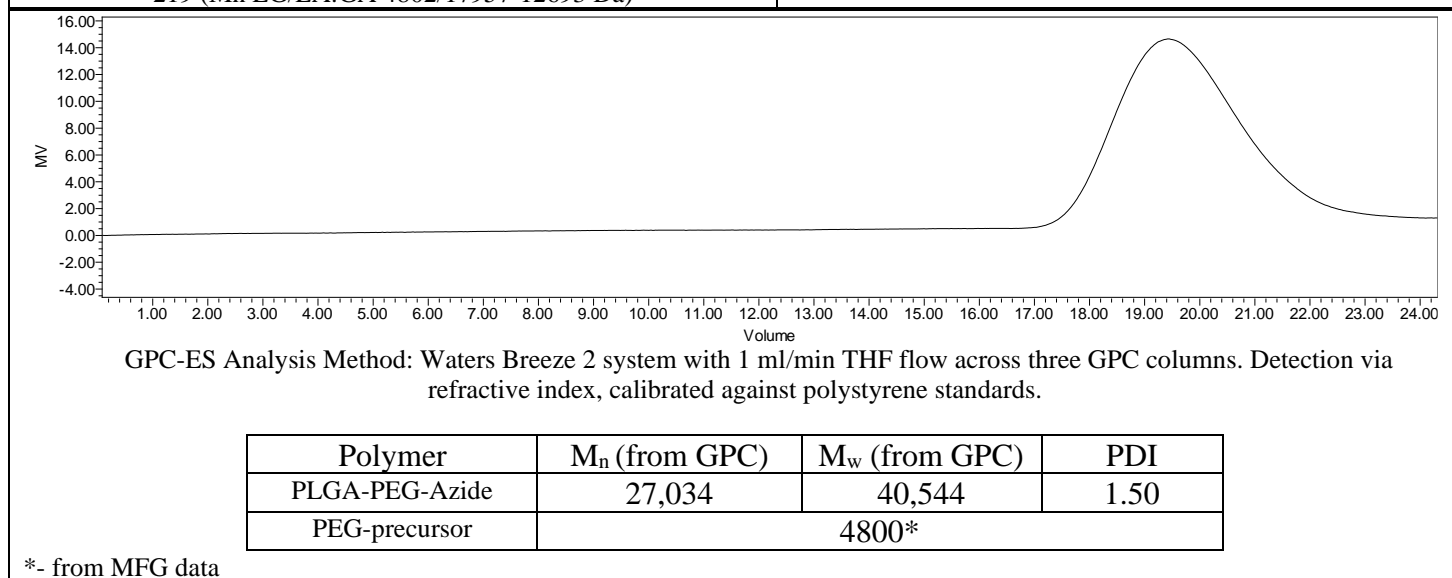 16.00
14.00
12.00
10.00
8.00
6.00
4.00
2.00
0.00
-2.00
-4.00
MV
1.00 2.00 3.00 4.00 5.00 6.00 7.00 8.00 9.00 10.00 11.00 12.00 13.00 14.00 15.00 16.00 17.00 18.00 19.00 20.00 21.00 22.00 23.00 24.00
Volume
GPC-ES Analysis Method: Waters Breeze 2 system with 1 ml/min THF flow across three GPC columns. Detection via
refractive index, calibrated against polystyrene standards.
Polymer Mn (from GPC) Mw (from GPC) PDI
PLGA-PEG-Azide 27,034 40,544 1.50
PEG-precursor 4800*
*- from MFG data